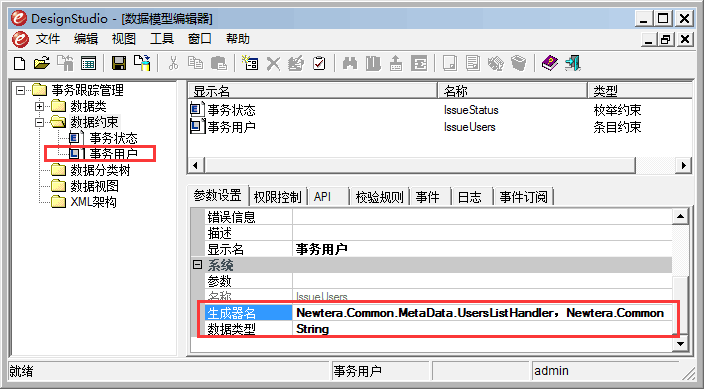 DesignStudio - [数据模型编辑器]
文件 编辑 视图 工具 窗口 帮助
事务跟踪管理
数据类
数据约束
事务状态
事务用户
数据分类树
数据视图
XML架构
显示名 名称 类型
事务状态 IssueStatus 枚举约束
事务用户 IssueUsers 条目约束
参数设置 权限控制 API 校验规则 事件 日志 事件订阅
错误信息
描述
显示名 事务用户
系统
参数
名称 IssueUsers
生成器名 Newtera.Common.MetaData.UsersListHandler，Newtera.Common
数据类型 String
就绪 事务用户 admin